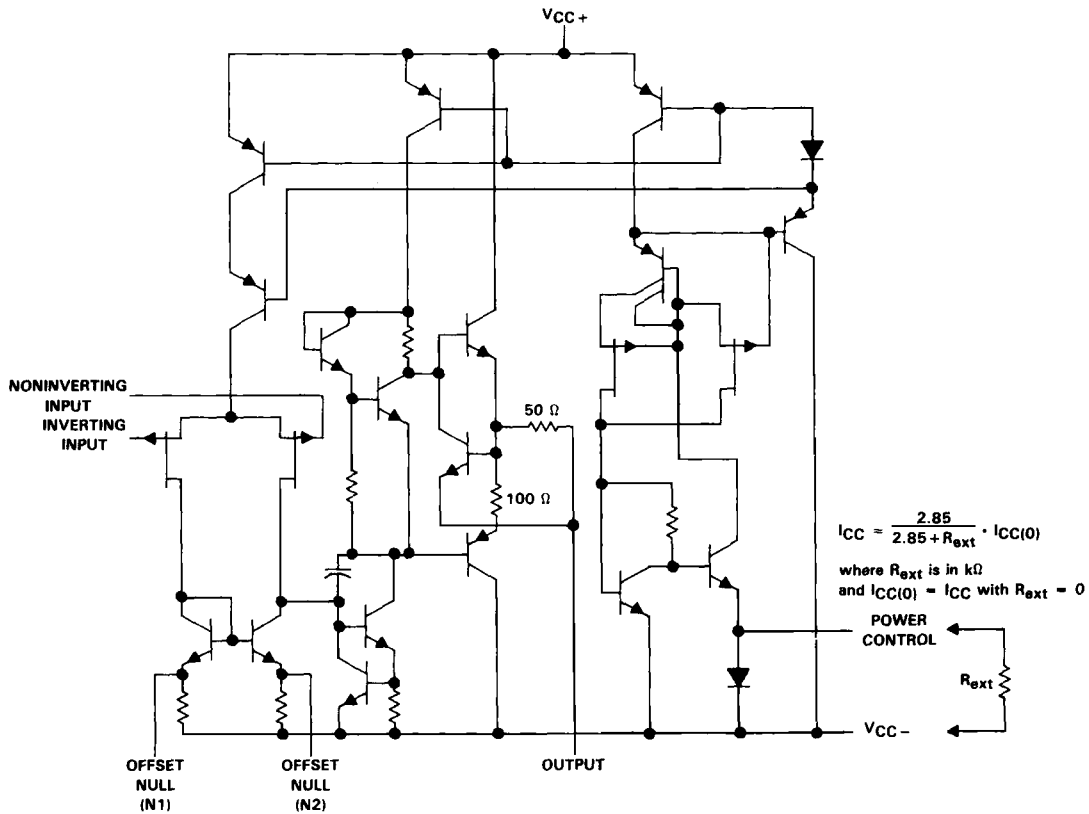 VCC+
NONINVERTING
INPUT
INVERTING
INPUT
50 Ω
100 Ω
ICC ≈ 2.85 / 2.85 + Rext · ICC(0)
where Rext is in kΩ
and ICC(0) = ICC with Rext = 0
POWER
CONTROL
Rext
VCC−
OFFSET
NULL
(N1)
OFFSET
NULL
(N2)
OUTPUT